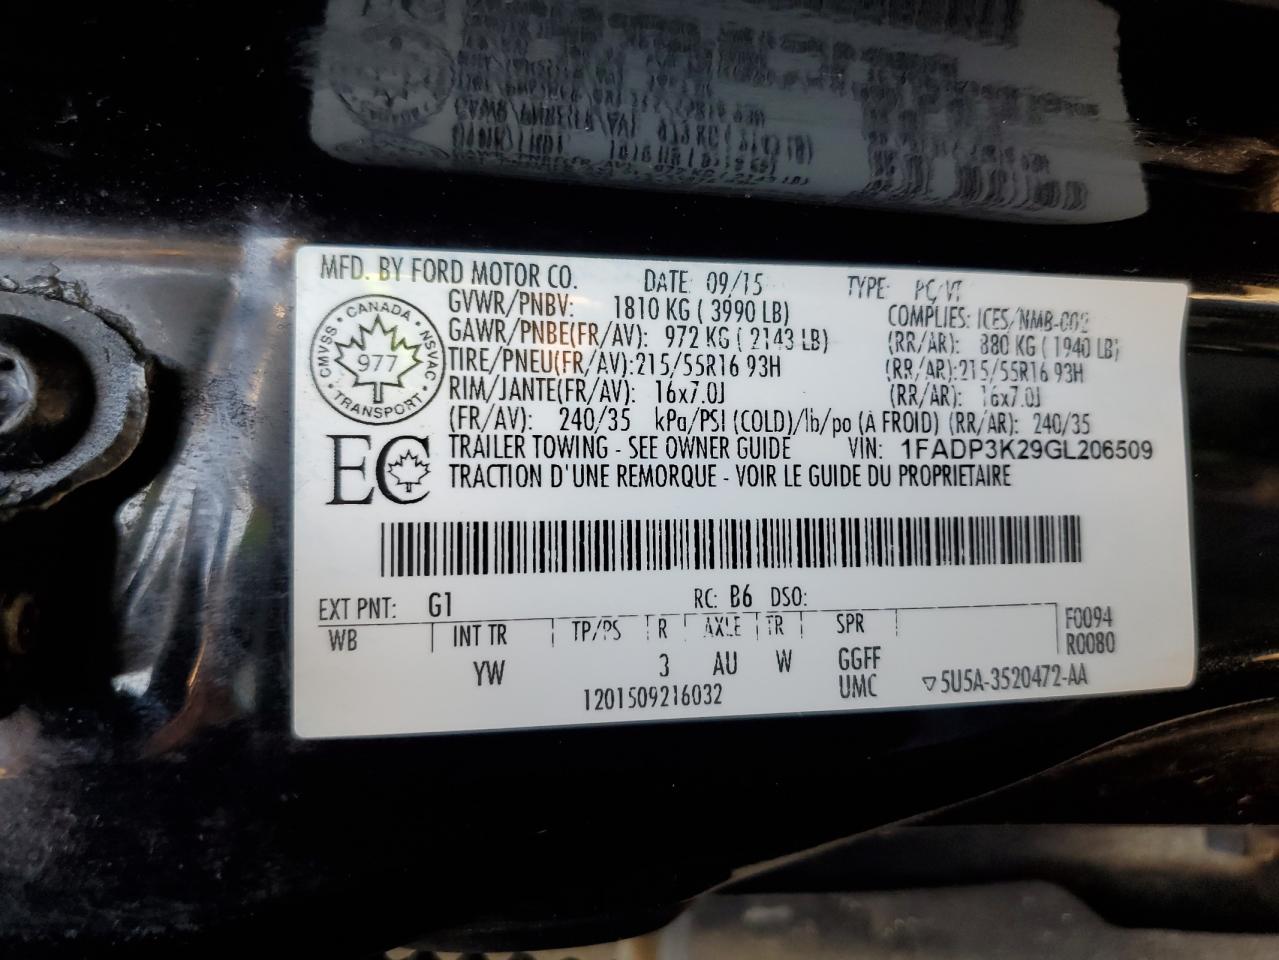 MFD. BY FORD MOTOR CO. DATE: 09/15 TYPE: PC/VT
GVWR/PNBV: 1810 KG ( 3990 LB) COMPLIES: ICES/NMB-002
GAWR/PNBE(FR/AV): 972 KG ( 2143 LB) (RR/AR): 880 KG ( 1940 LB)
TIRE/PNEU(FR/AV):215/55R16 93H (RR/AR):215/55R16 93H
RIM/JANTE(FR/AV): 16x7.0J (RR/AR): 16x7.0J
(FR/AV): 240/35 kPa/PSI (COLD)/lb/po (A FROID) (RR/AR): 240/35
TRAILER TOWING - SEE OWNER GUIDE VIN: 1FADP3K29GL206509
TRACTION D'UNE REMORQUE - VOIR LE GUIDE DU PROPRIETAIRE
CANADA
CMVSS
NSVAC
977
TRANSPORT
EC
EXT PNT: G1 RC: B6 DSO:
WB INT TR TP/PS R AXLE TR SPR F0094
R0080
YW 3 AU W GGFF
1201509216032 UMC ▽5U5A-3520472-AA